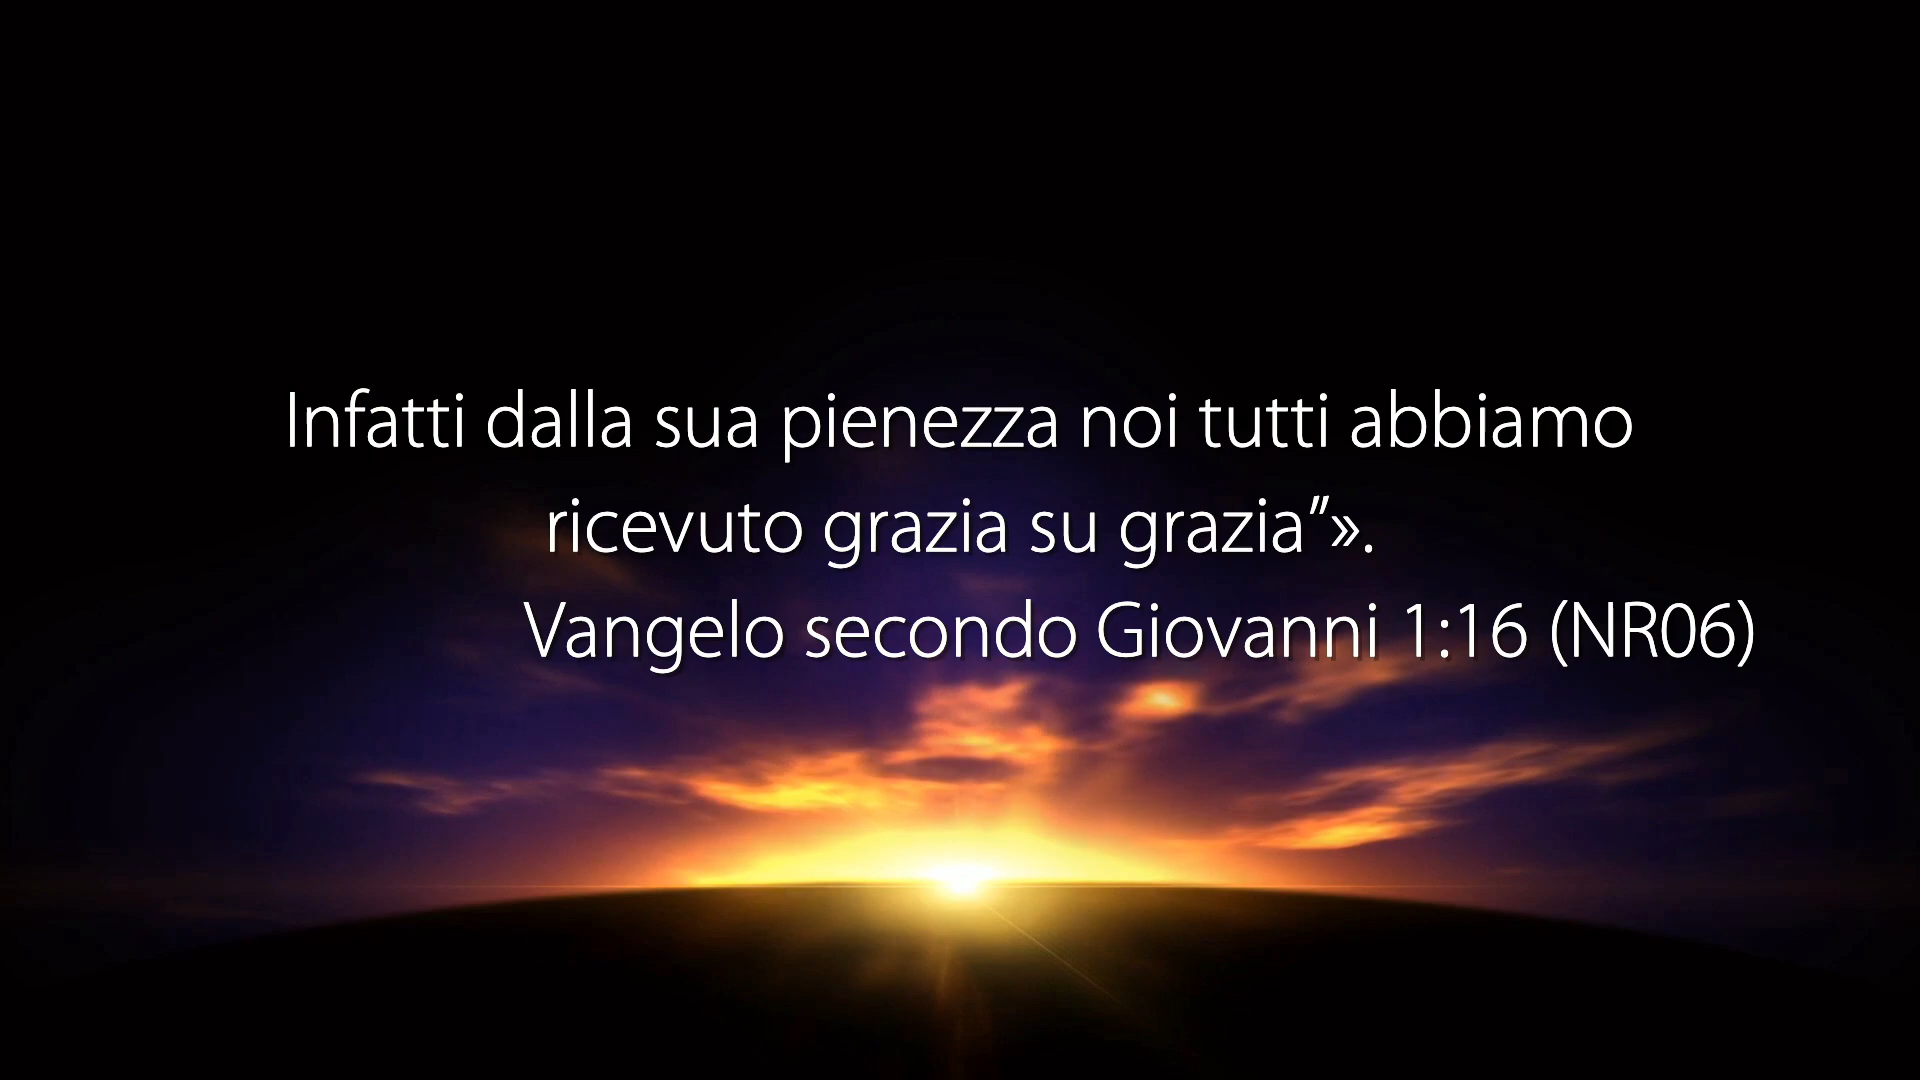 Infatti dalla sua pienezza noi tutti abbiamo
ricevuto grazia su grazia”».
Vangelo secondo Giovanni 1:16 (NR06)